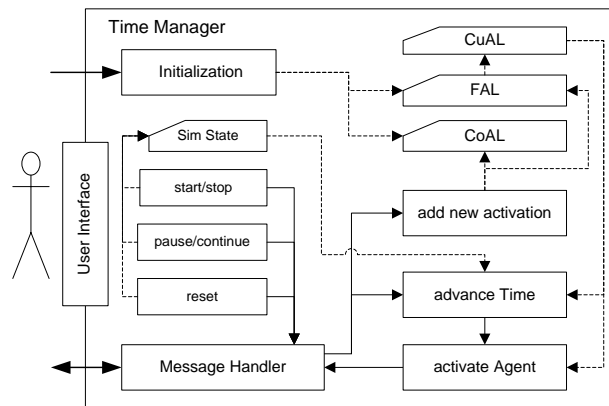 Time Manager
CuAL
Initialization
FAL
Sim State
CoAL
User Interface
start/stop
add new activation
pause/continue
reset
advance Time
Message Handler
activate Agent